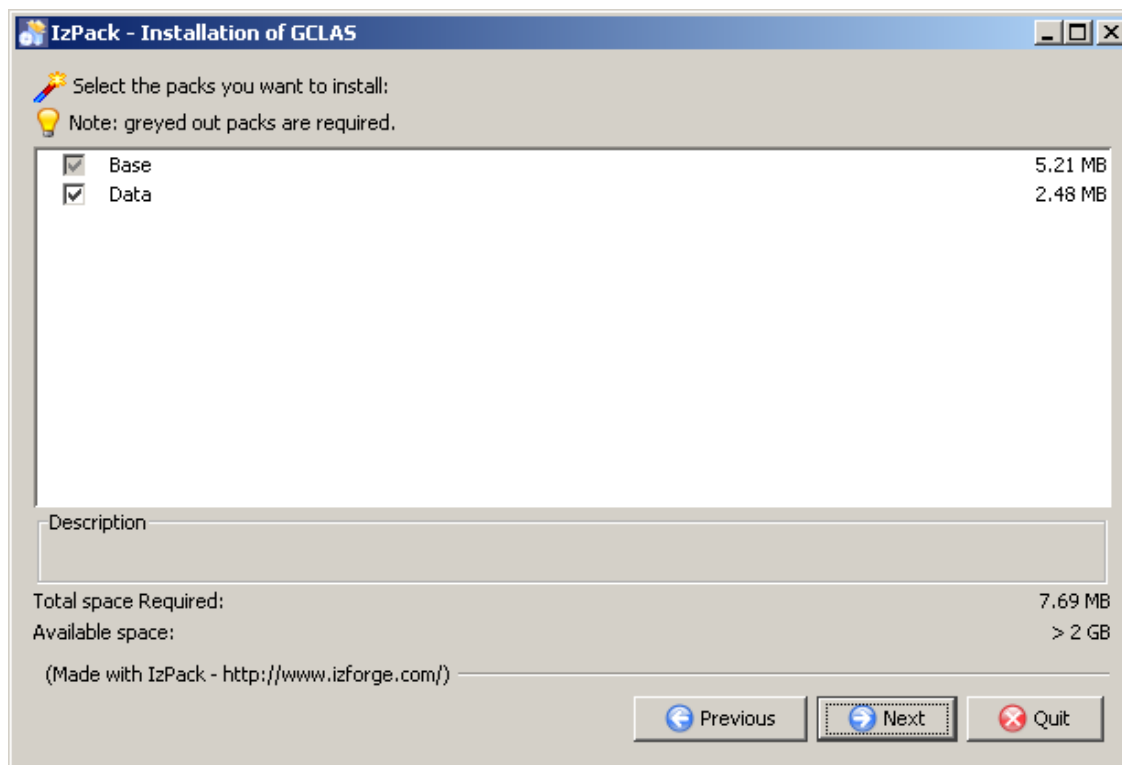 IzPack - Installation of GCLAS
Select the packs you want to install:
Note: greyed out packs are required.
Base 5.21 MB
Data 2.48 MB
Description
Total space Required: 7.69 MB
Available space: > 2 GB
(Made with IzPack - http://www.izforge.com/)
Previous Next Quit